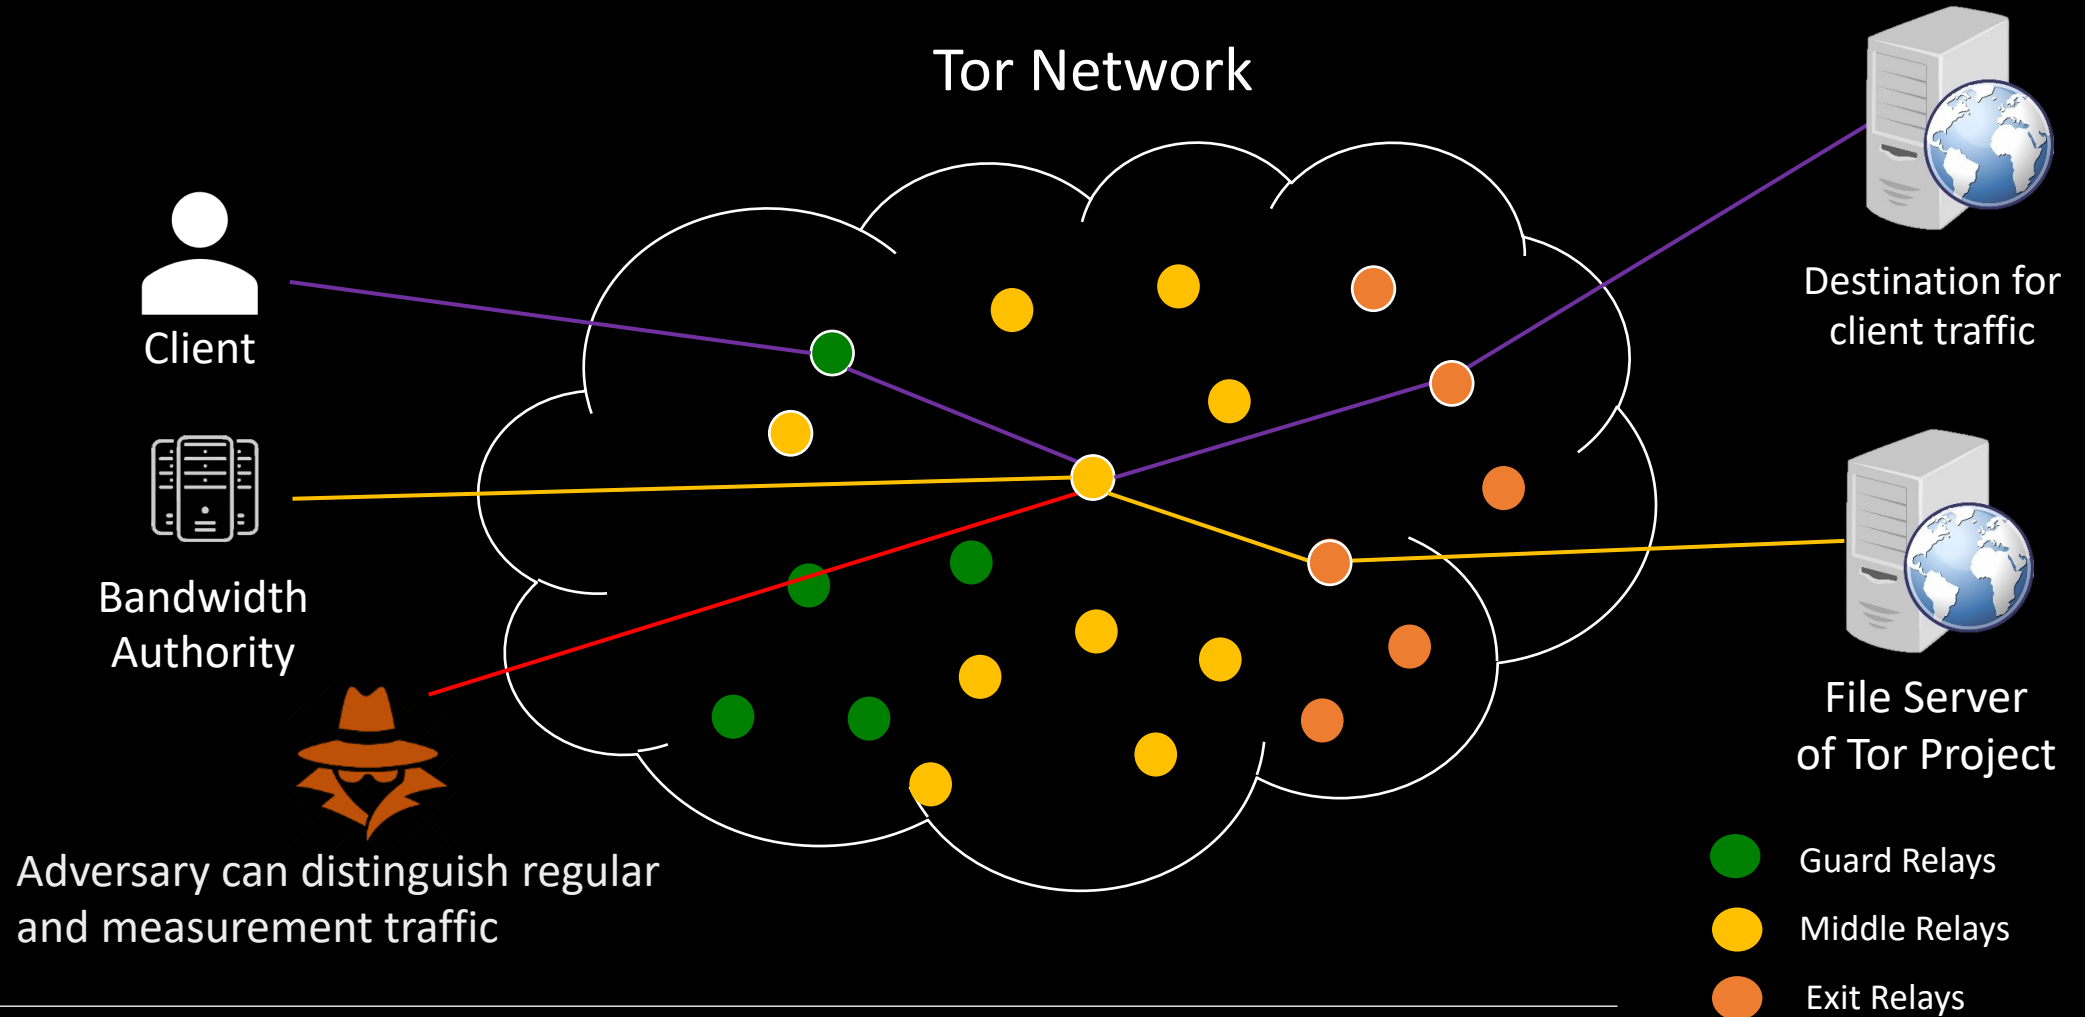 Tor Network
Client
Destination for
client traffic
Bandwidth
Authority
File Server
of Tor Project
Adversary can distinguish regular
and measurement traffic
Guard Relays
Middle Relays
Exit Relays